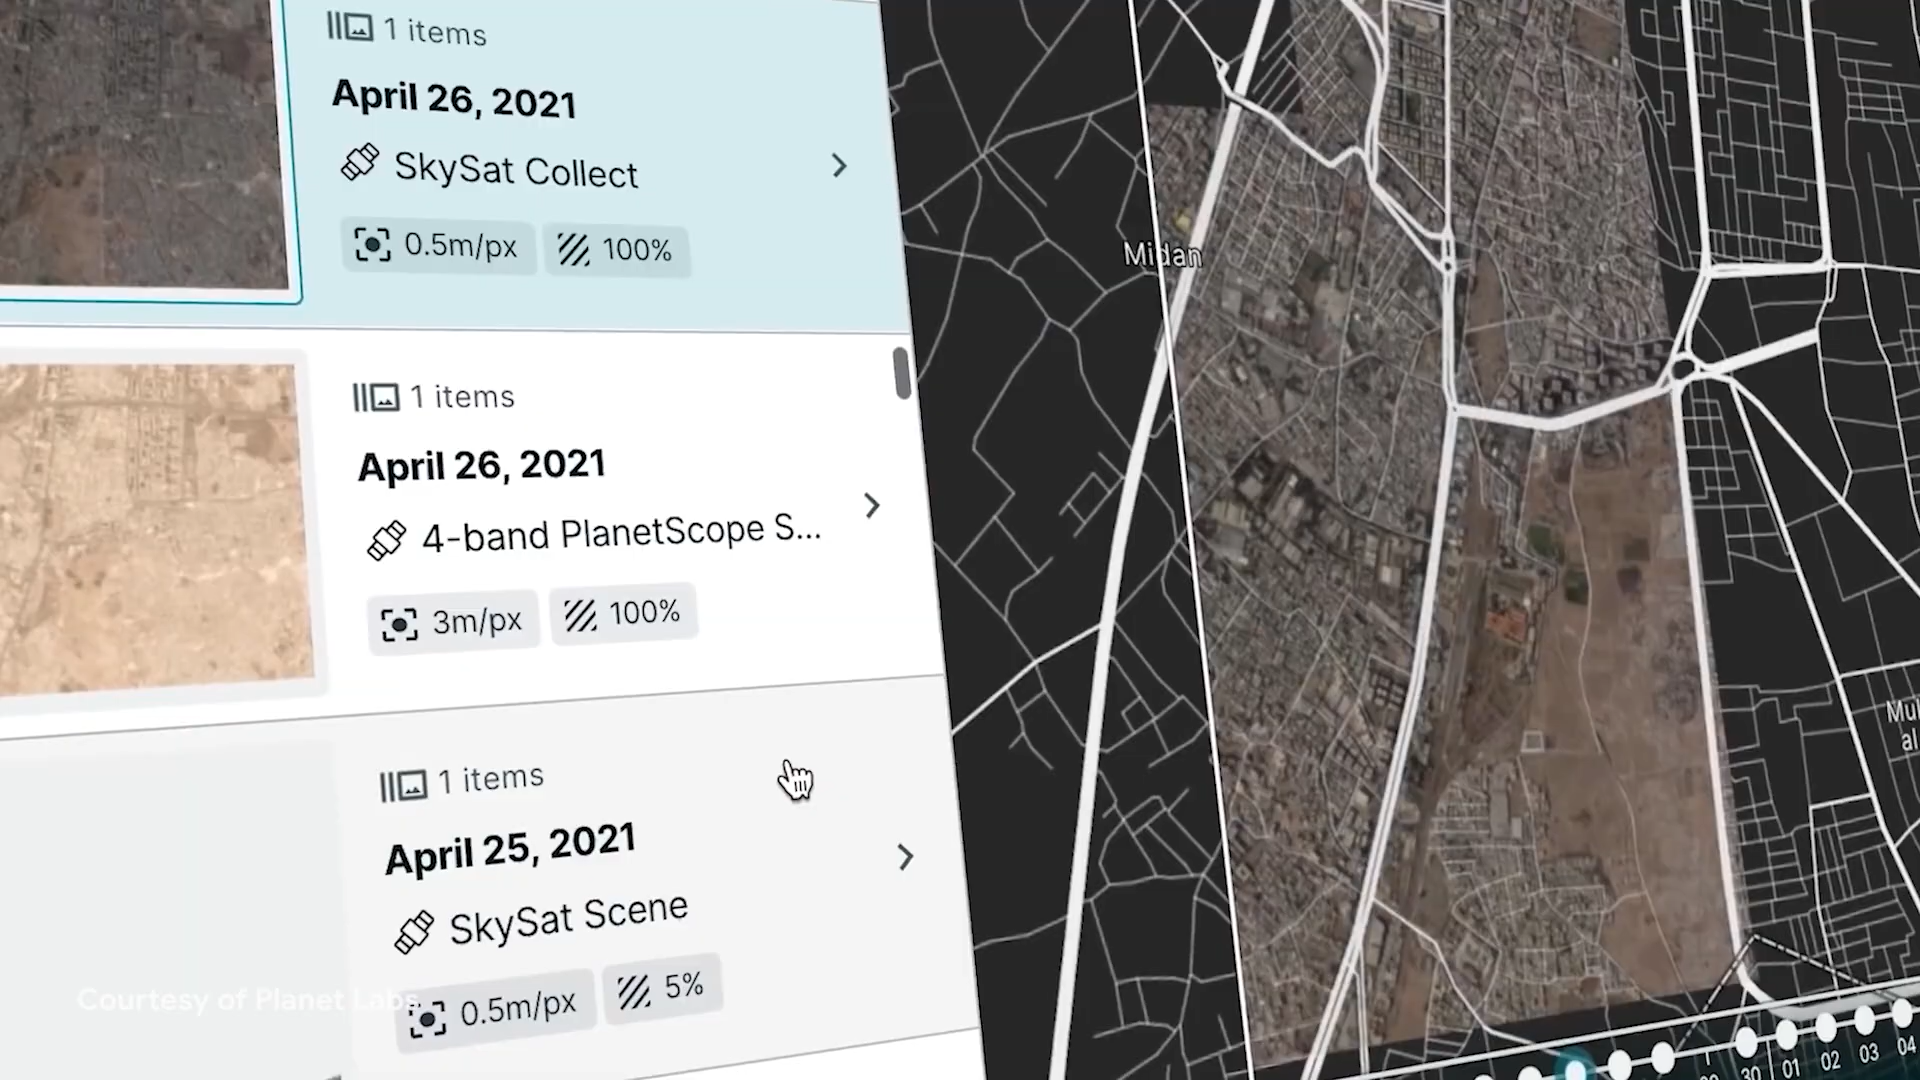 1 items
April 26, 2021
SkySat Collect
0.5m/px
100%
1 items
April 26, 2021
4-band PlanetScope S...
3m/px
100%
1 items
April 25, 2021
SkySat Scene
0.5m/px
5%
Courtesy of Planet Labs
Midan
Mul
al
30
01
02
03
04